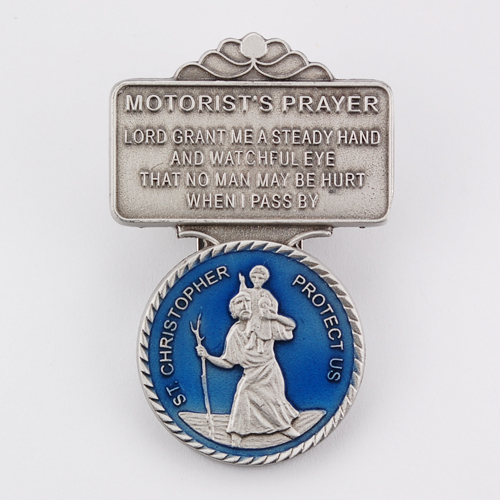 MOTORIST'S PRAYER
LORD GRANT ME A STEADY HAND
AND WATCHFUL EYE
THAT NO MAN MAY BE HURT
WHEN I PASS BY
ST. CHRISTOPHER
PROTECT US